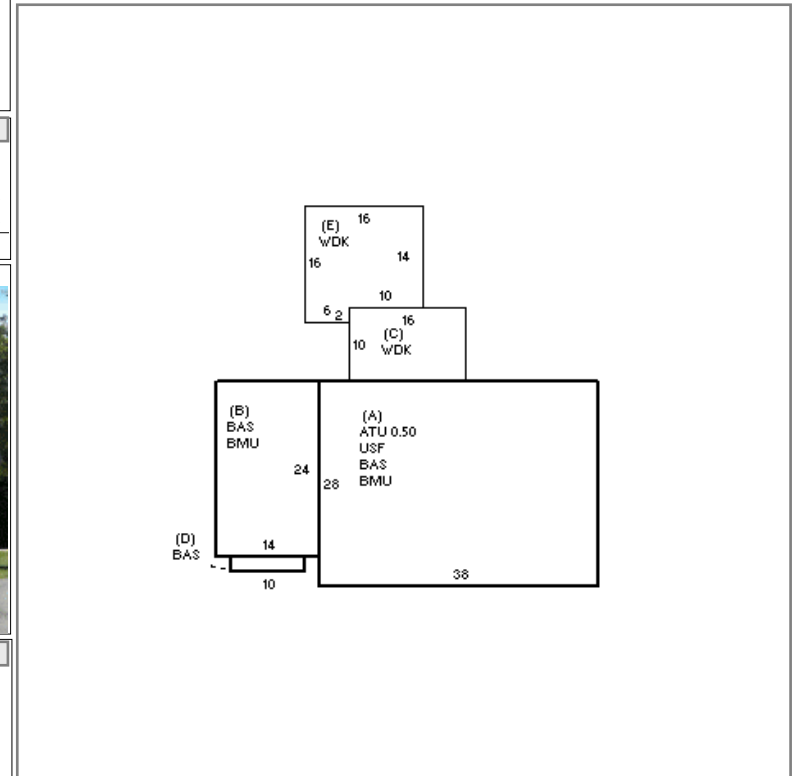 16
(E)
WDK
16
14
10
6
2
16
(C)
10
WDK
(B)
BAS
BMU
24
14
(A)
ATU 0.50
USF
BAS
BMU
28
38
(D)
BAS
10